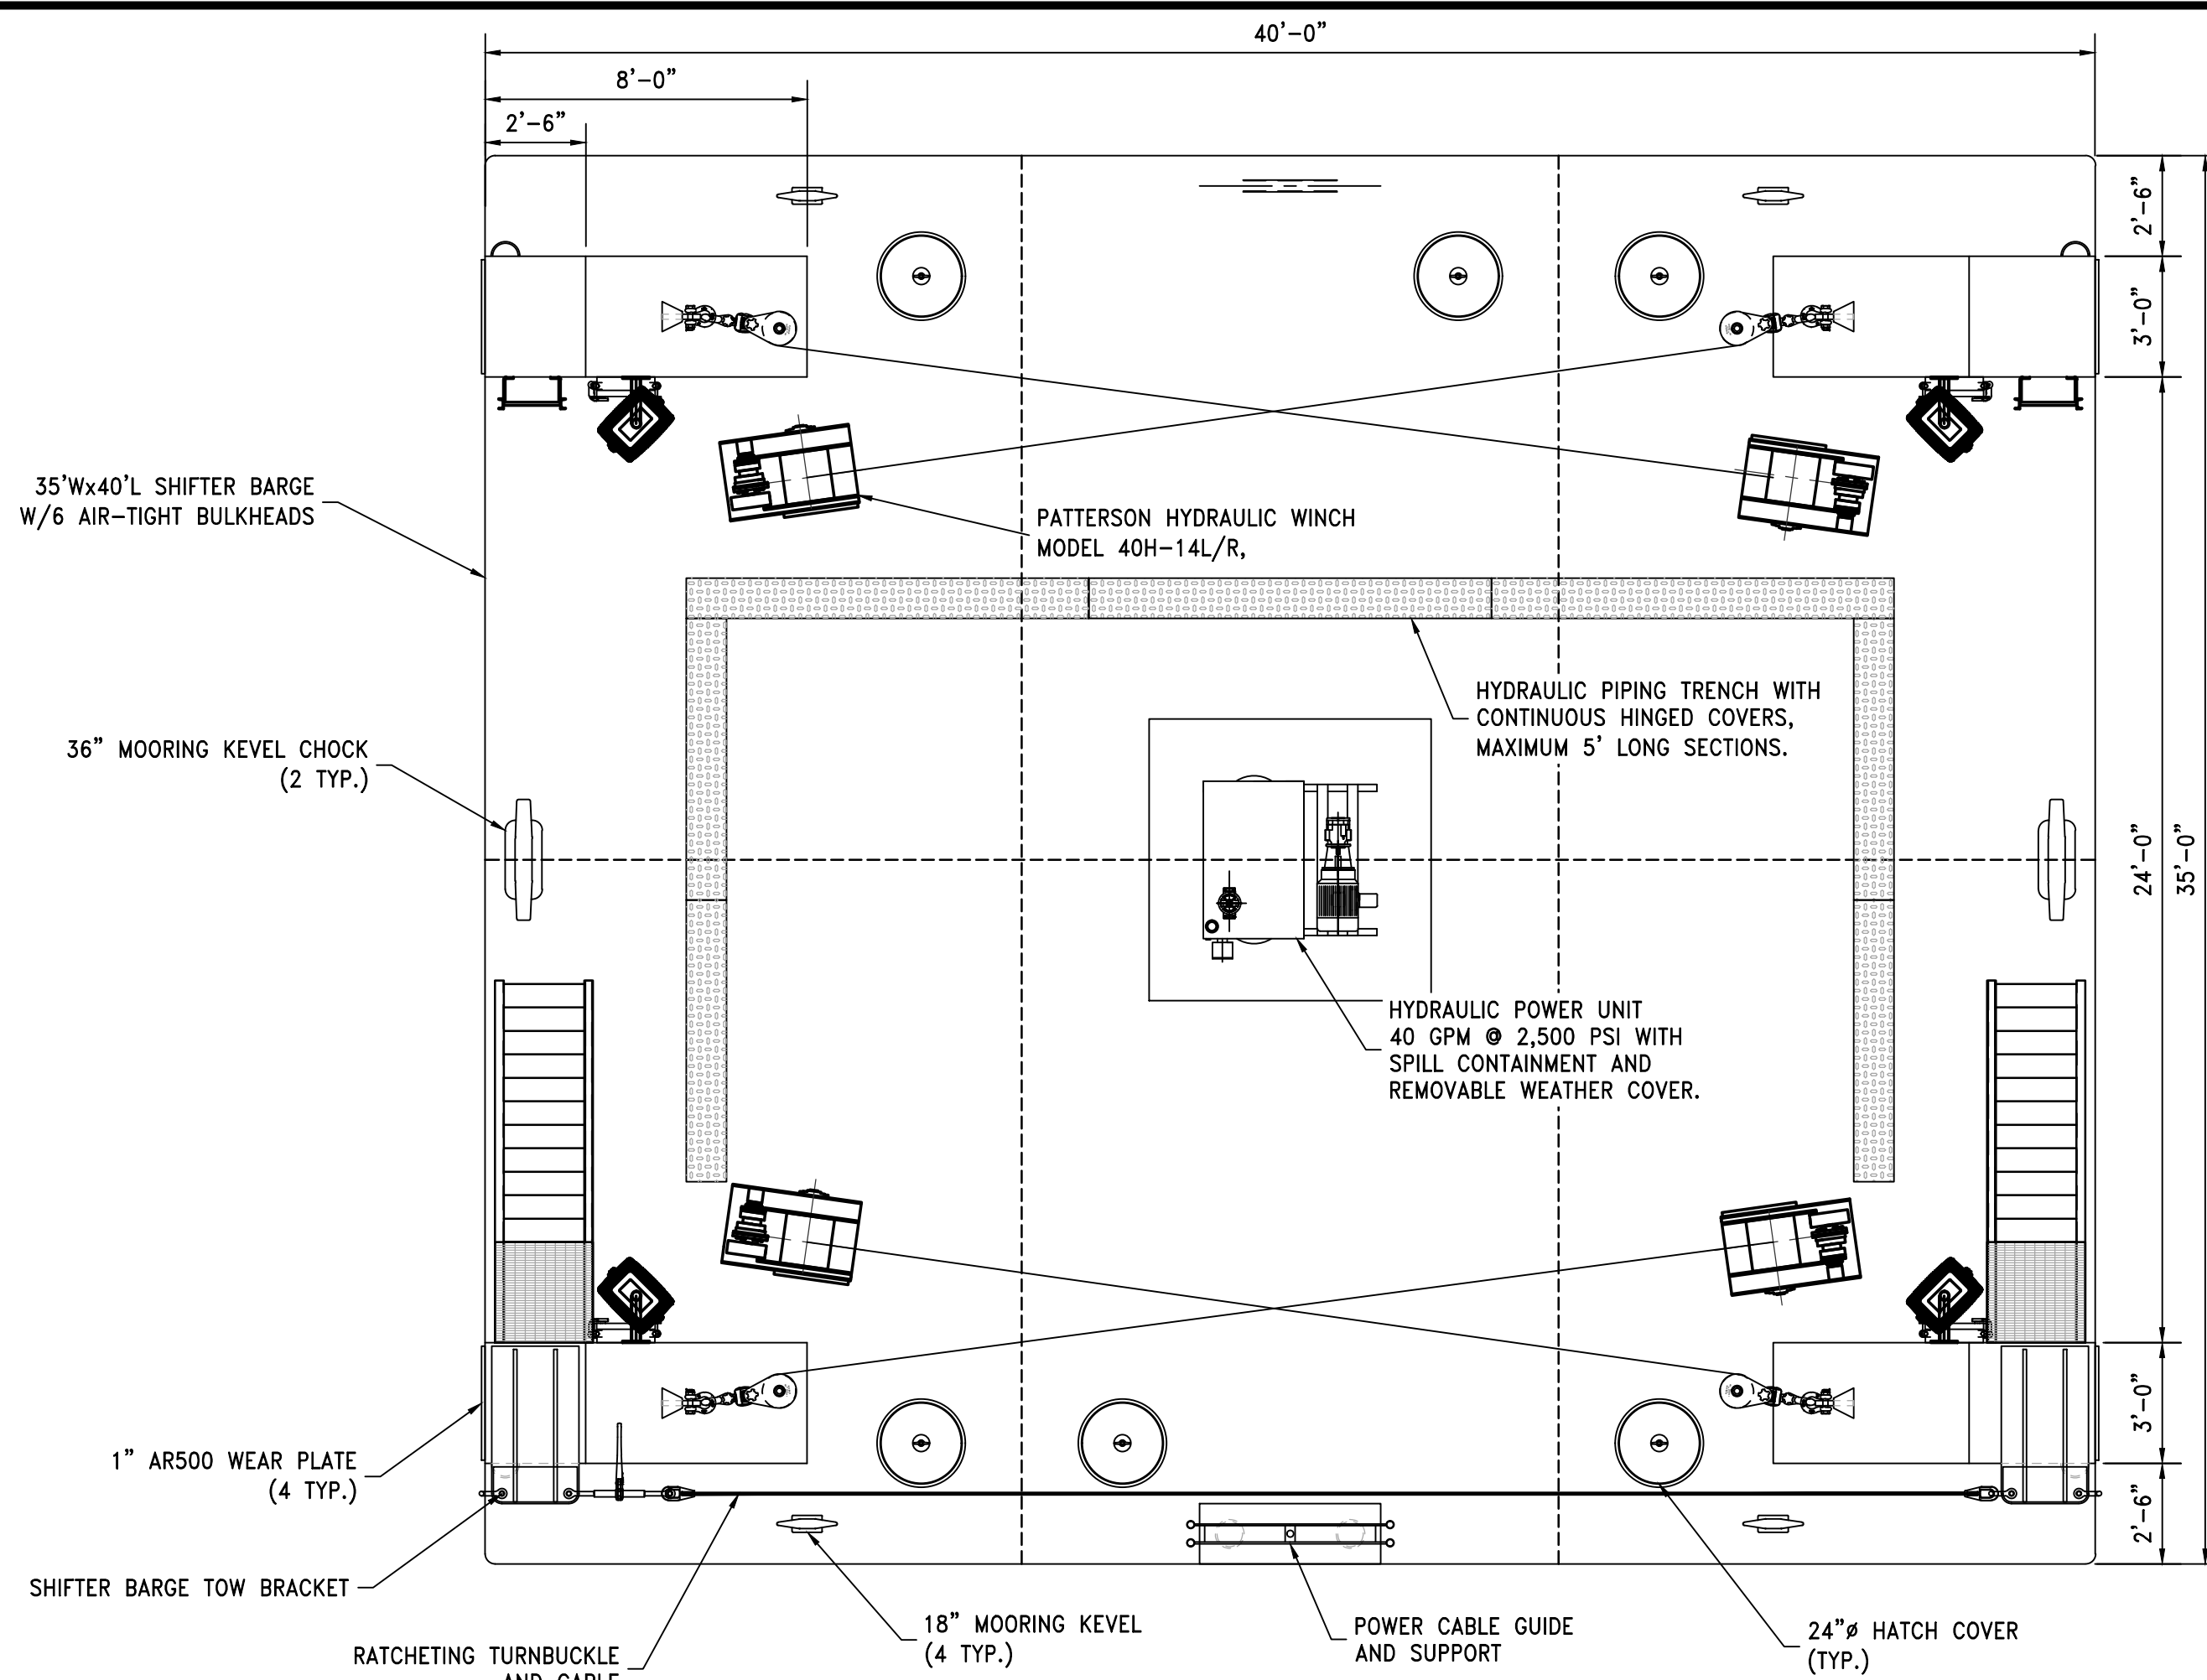 40'-0"
8'-0"
2'-6"
2'-6"
3'-0"
35'Wx40'L SHIFTER BARGE
W/6 AIR-TIGHT BULKHEADS
PATTERSON HYDRAULIC WINCH
MODEL 40H-14L/R,
HYDRAULIC PIPING TRENCH WITH
CONTINUOUS HINGED COVERS,
MAXIMUM 5' LONG SECTIONS.
36" MOORING KEVEL CHOCK
(2 TYP.)
24'-0"
35'-0"
HYDRAULIC POWER UNIT
40 GPM @ 2,500 PSI WITH
SPILL CONTAINMENT AND
REMOVABLE WEATHER COVER.
3'-0"
1" AR500 WEAR PLATE
(4 TYP.)
2'-6"
SHIFTER BARGE TOW BRACKET
RATCHETING TURNBUCKLE
AND CABLE
18" MOORING KEVEL
(4 TYP.)
POWER CABLE GUIDE
AND SUPPORT
24"ø HATCH COVER
(TYP.)